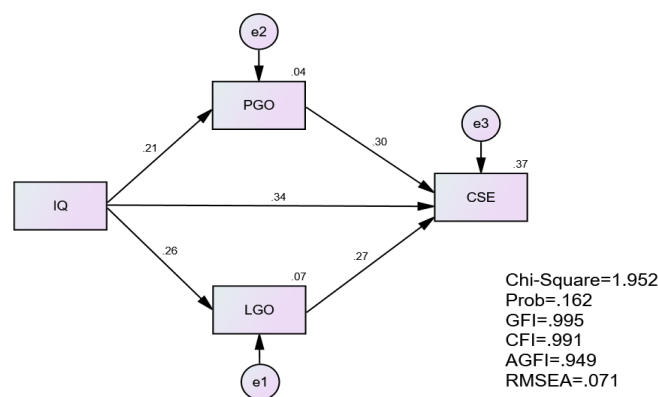 e2
.04
PGO
e3
.21
.30
.37
IQ
.34
CSE
.26
.27
.07
LGO
e1
Chi-Square=1.952
Prob=.162
GFI=.995
CFI=.991
AGFI=.949
RMSEA=.071